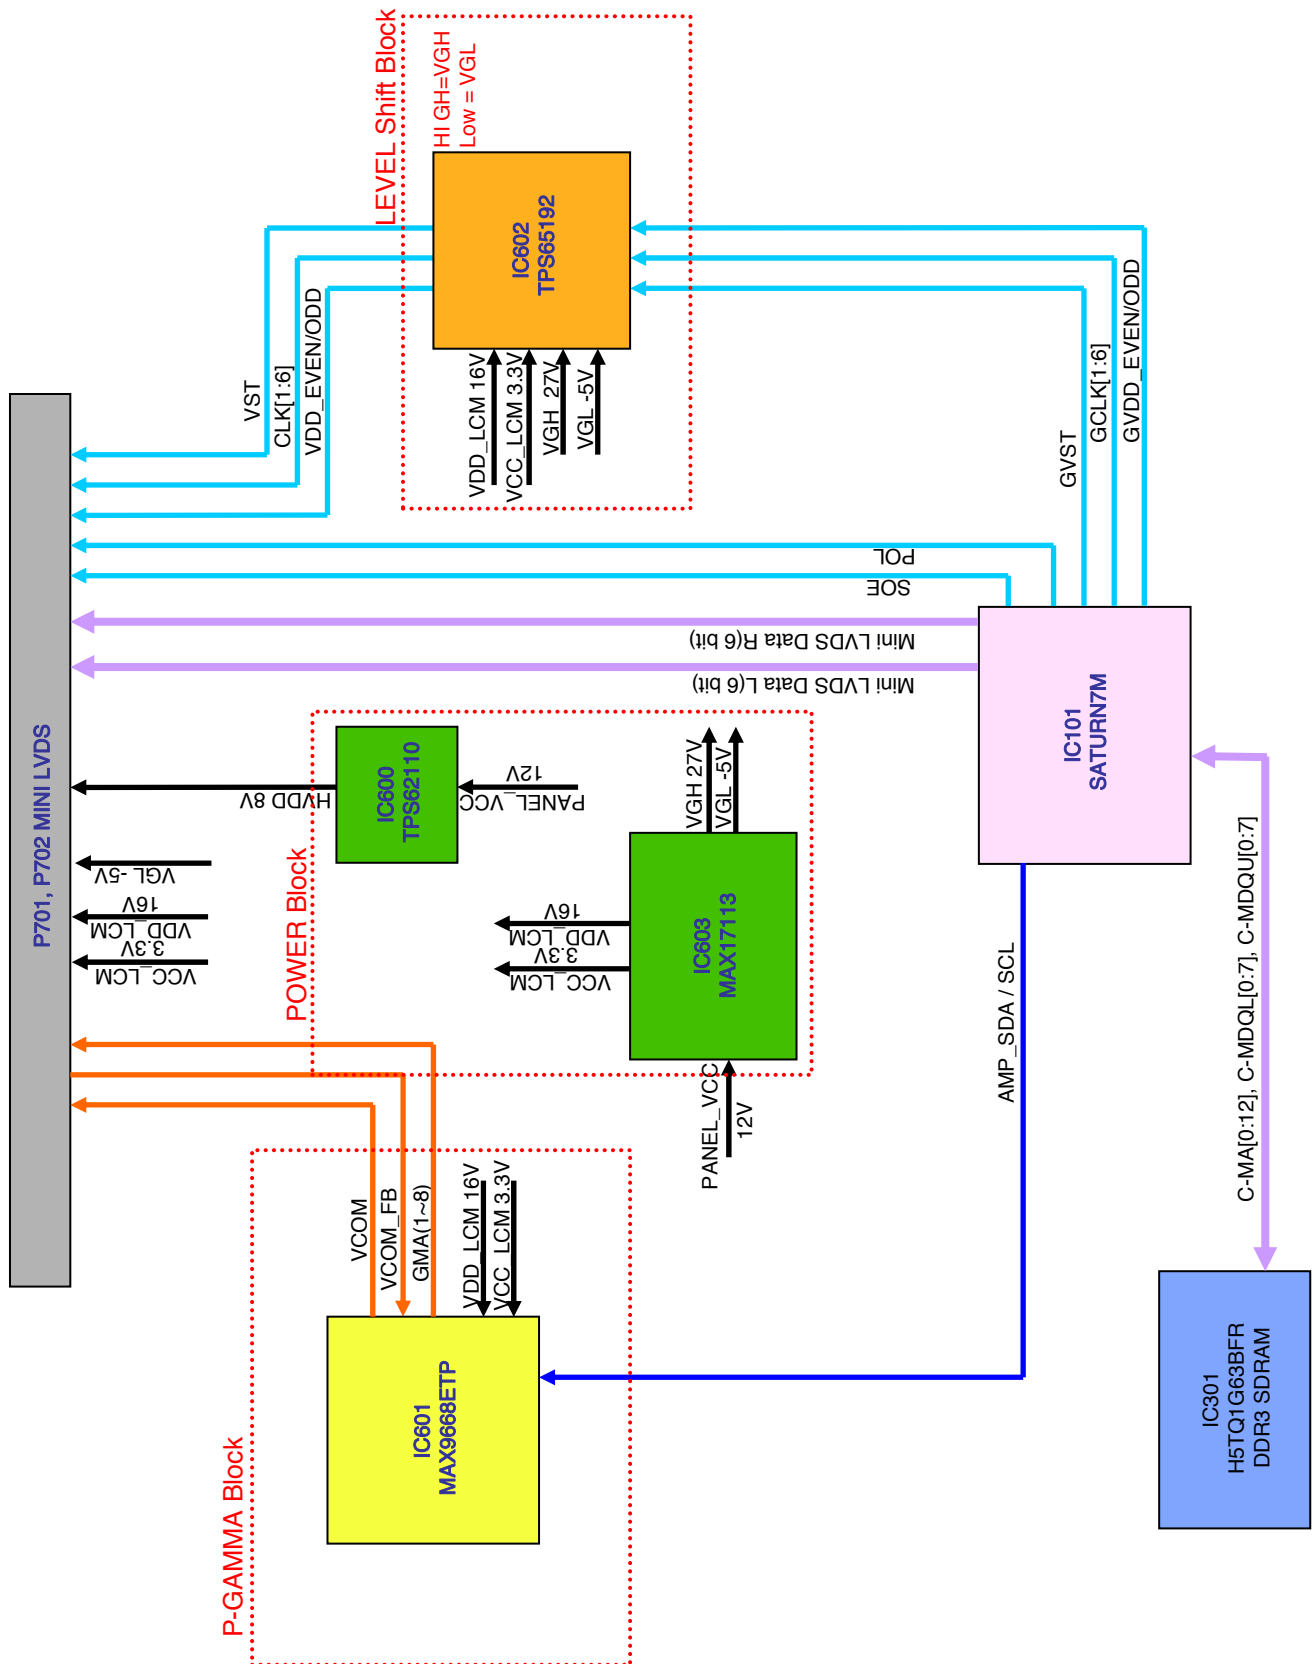 P-GAMMA Block
IC601
MAX9668ETP
VCOM
VCOM_FB
GMA(1~8)
VDD_LCM 16V
VCC_LCM 3.3V
P701, P702 MINI LVDS
VCC_LCM
3.3V
VDD_LCM
16V
VGL -5V
HVDD 8V
POWER Block
IC600
TPS62110
PANEL_VCC
12V
VCC_LCM
3.3V
VDD_LCM
16V
IC603
MAX17113
VGH 27V
VGL -5V
PANEL_VCC
12V
Mini LVDS Data L(6 bit)
Mini LVDS Data R(6 bit)
SOE
POL
VST
CLK[1:6]
VDD_EVEN/ODD
LEVEL Shift Block
HI GH=VGH
Low = VGL
IC602
TPS65192
VDD_LCM 16V
VCC_LCM 3.3V
VGH 27V
VGL -5V
GVST
GCLK[1:6]
GVDD_EVEN/ODD
IC101
SATURN7M
AMP_SDA / SCL
C-MA[0:12], C-MDQL[0:7], C-MDQU[0:7]
IC301
H5TQ1G63BFR
DDR3 SDRAM